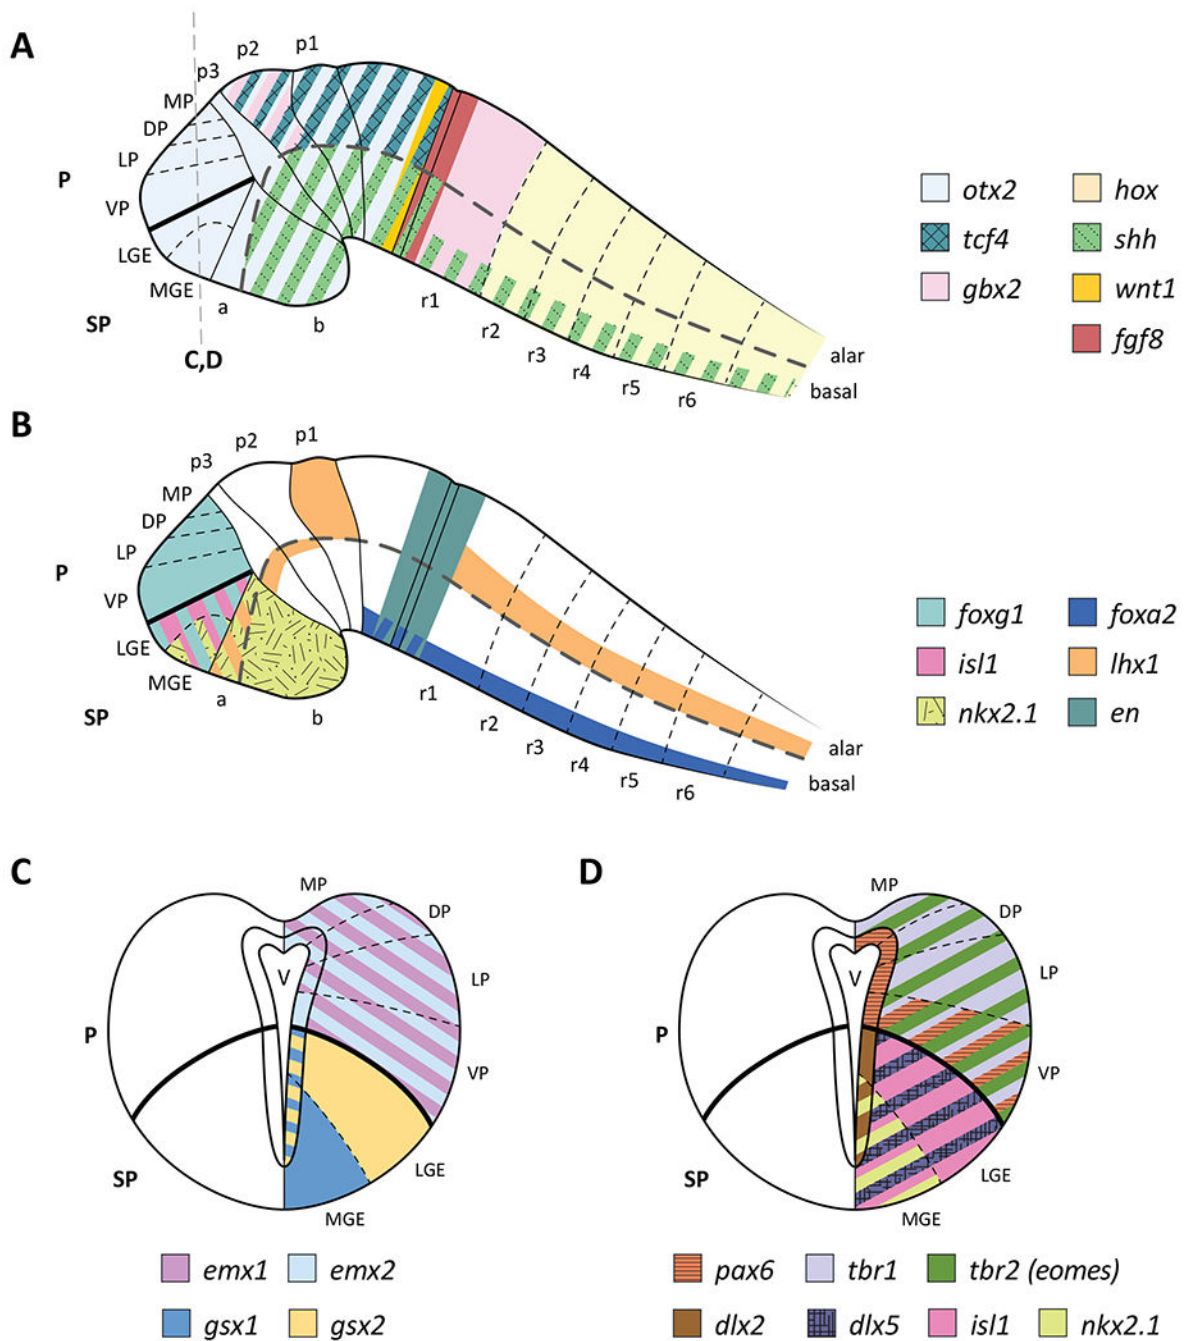 A
p1
p2
p3
MP
DP
LP
P
VP
LGE
MGE
a
SP
b
C,D
r1
r2
r3
r4
r5
r6
alar
basal
otx2
hox
tcf4
shh
gbx2
wnt1
fgf8
B
p1
p2
p3
MP
DP
LP
P
VP
LGE
MGE
a
SP
b
r1
r2
r3
r4
r5
r6
alar
basal
foxg1
foxa2
isl1
lhx1
nkx2.1
en
C
MP
DP
V
LP
P
VP
SP
LGE
MGE
emx1
emx2
gsx1
gsx2
D
MP
DP
V
LP
P
VP
SP
LGE
MGE
pax6
tbr1
tbr2 (eomes)
dlx2
dlx5
isl1
nkx2.1